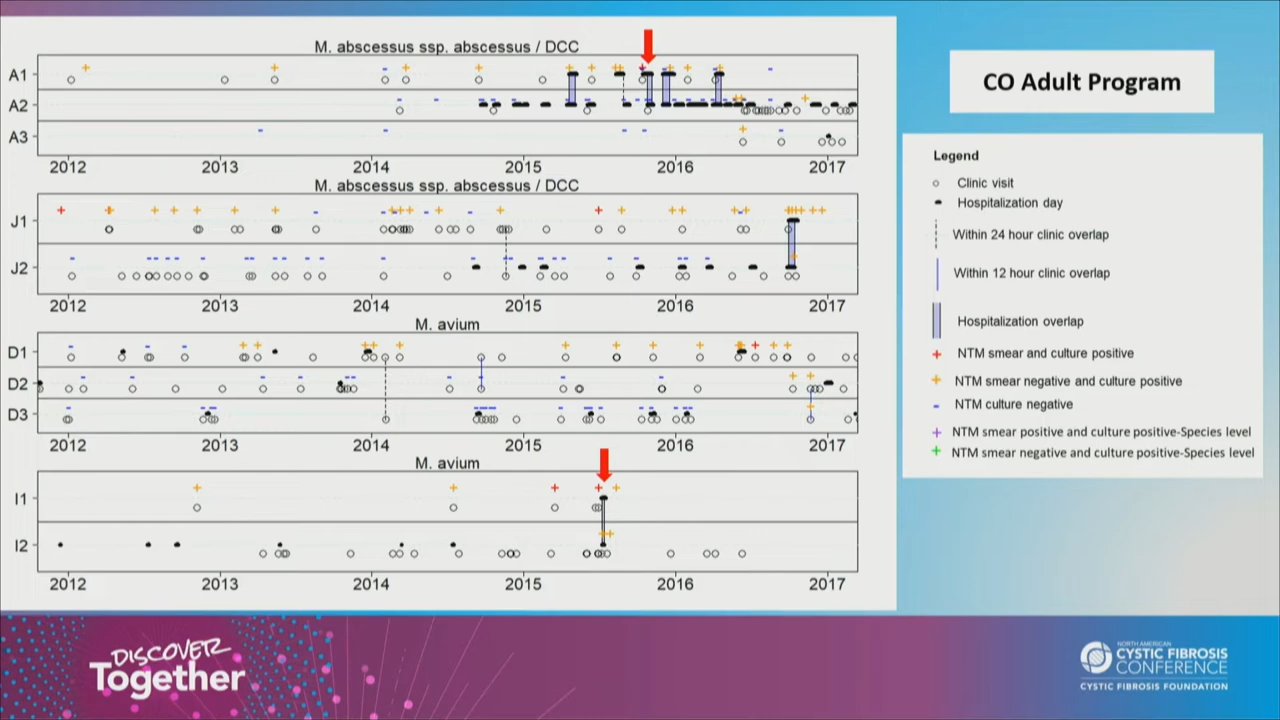 M. abscessus ssp. abscessus / DCC
A1
A2
A3
2012 2013 2014 2015 2016 2017
M. abscessus ssp. abscessus / DCC
J1
J2
2012 2013 2014 2015 2016 2017
M. avium
D1
D2
D3
2012 2013 2014 2015 2016 2017
M. avium
I1
I2
2012 2013 2014 2015 2016 2017
CO Adult Program
Legend
Clinic visit
Hospitalization day
Within 24 hour clinic overlap
Within 12 hour clinic overlap
Hospitalization overlap
NTM smear and culture positive
NTM smear negative and culture positive
NTM culture negative
NTM smear positive and culture positive-Species level
NTM smear negative and culture positive-Species level
DISCOVER
Together
NORTH AMERICAN
CYSTIC FIBROSIS
CONFERENCE
CYSTIC FIBROSIS FOUNDATION